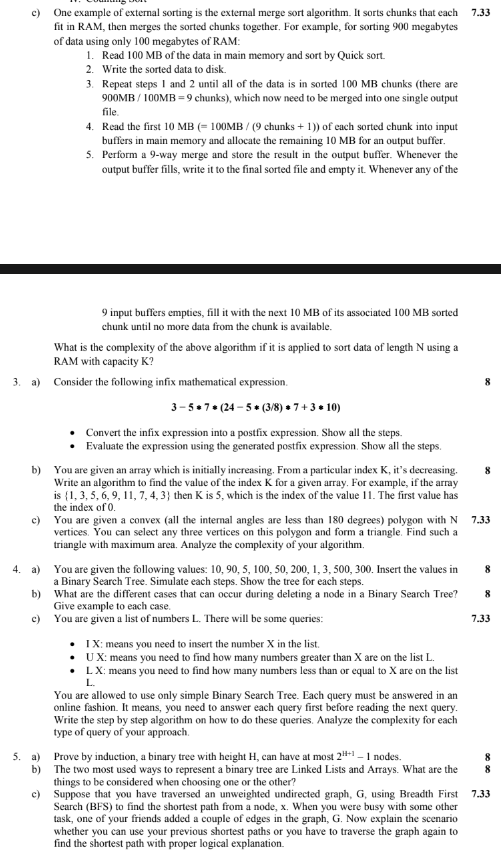 c) One example of external sorting is the external merge sort algorithm. It sorts chunks that each 7.33
fit in RAM, then merges the sorted chunks together. For example, for sorting 900 megabytes
of data using only 100 megabytes of RAM:
1. Read 100 MB of the data in main memory and sort by Quick sort.
2. Write the sorted data to disk.
3. Repeat steps 1 and 2 until all of the data is in sorted 100 MB chunks (there are
900MB / 100MB = 9 chunks), which now need to be merged into one single output
file.
4. Read the first 10 MB (= 100MB / (9 chunks + 1)) of each sorted chunk into input
buffers in main memory and allocate the remaining 10 MB for an output buffer.
5. Perform a 9-way merge and store the result in the output buffer. Whenever the
output buffer fills, write it to the final sorted file and empty it. Whenever any of the
9 input buffers empties, fill it with the next 10 MB of its associated 100 MB sorted
chunk until no more data from the chunk is available.
What is the complexity of the above algorithm if it is applied to sort data of length N using a
RAM with capacity K?
3. a) Consider the following infix mathematical expression. 8
3 – 5 * 7 * (24 – 5 * (3/8) * 7 + 3 * 10)
• Convert the infix expression into a postfix expression. Show all the steps.
• Evaluate the expression using the generated postfix expression. Show all the steps.
b) You are given an array which is initially increasing. From a particular index K, it's decreasing. 8
Write an algorithm to find the value of the index K for a given array. For example, if the array
is {1, 3, 5, 6, 9, 11, 7, 4, 3} then K is 5, which is the index of the value 11. The first value has
the index of 0.
c) You are given a convex (all the internal angles are less than 180 degrees) polygon with N 7.33
vertices. You can select any three vertices on this polygon and form a triangle. Find such a
triangle with maximum area. Analyze the complexity of your algorithm.
4. a) You are given the following values: 10, 90, 5, 100, 50, 200, 1, 3, 500, 300. Insert the values in 8
a Binary Search Tree. Simulate each steps. Show the tree for each steps.
b) What are the different cases that can occur during deleting a node in a Binary Search Tree? 8
Give example to each case.
c) You are given a list of numbers L. There will be some queries: 7.33
• I X: means you need to insert the number X in the list.
• U X: means you need to find how many numbers greater than X are on the list L.
• L X: means you need to find how many numbers less than or equal to X are on the list
L.
You are allowed to use only simple Binary Search Tree. Each query must be answered in an
online fashion. It means, you need to answer each query first before reading the next query.
Write the step by step algorithm on how to do these queries. Analyze the complexity for each
type of query of your approach.
5. a) Prove by induction, a binary tree with height H, can have at most 2^{H+1} – 1 nodes. 8
b) The two most used ways to represent a binary tree are Linked Lists and Arrays. What are the 8
things to be considered when choosing one or the other?
c) Suppose that you have traversed an unweighted undirected graph, G, using Breadth First 7.33
Search (BFS) to find the shortest path from a node, x. When you were busy with some other
task, one of your friends added a couple of edges in the graph, G. Now explain the scenario
whether you can use your previous shortest paths or you have to traverse the graph again to
find the shortest path with proper logical explanation.